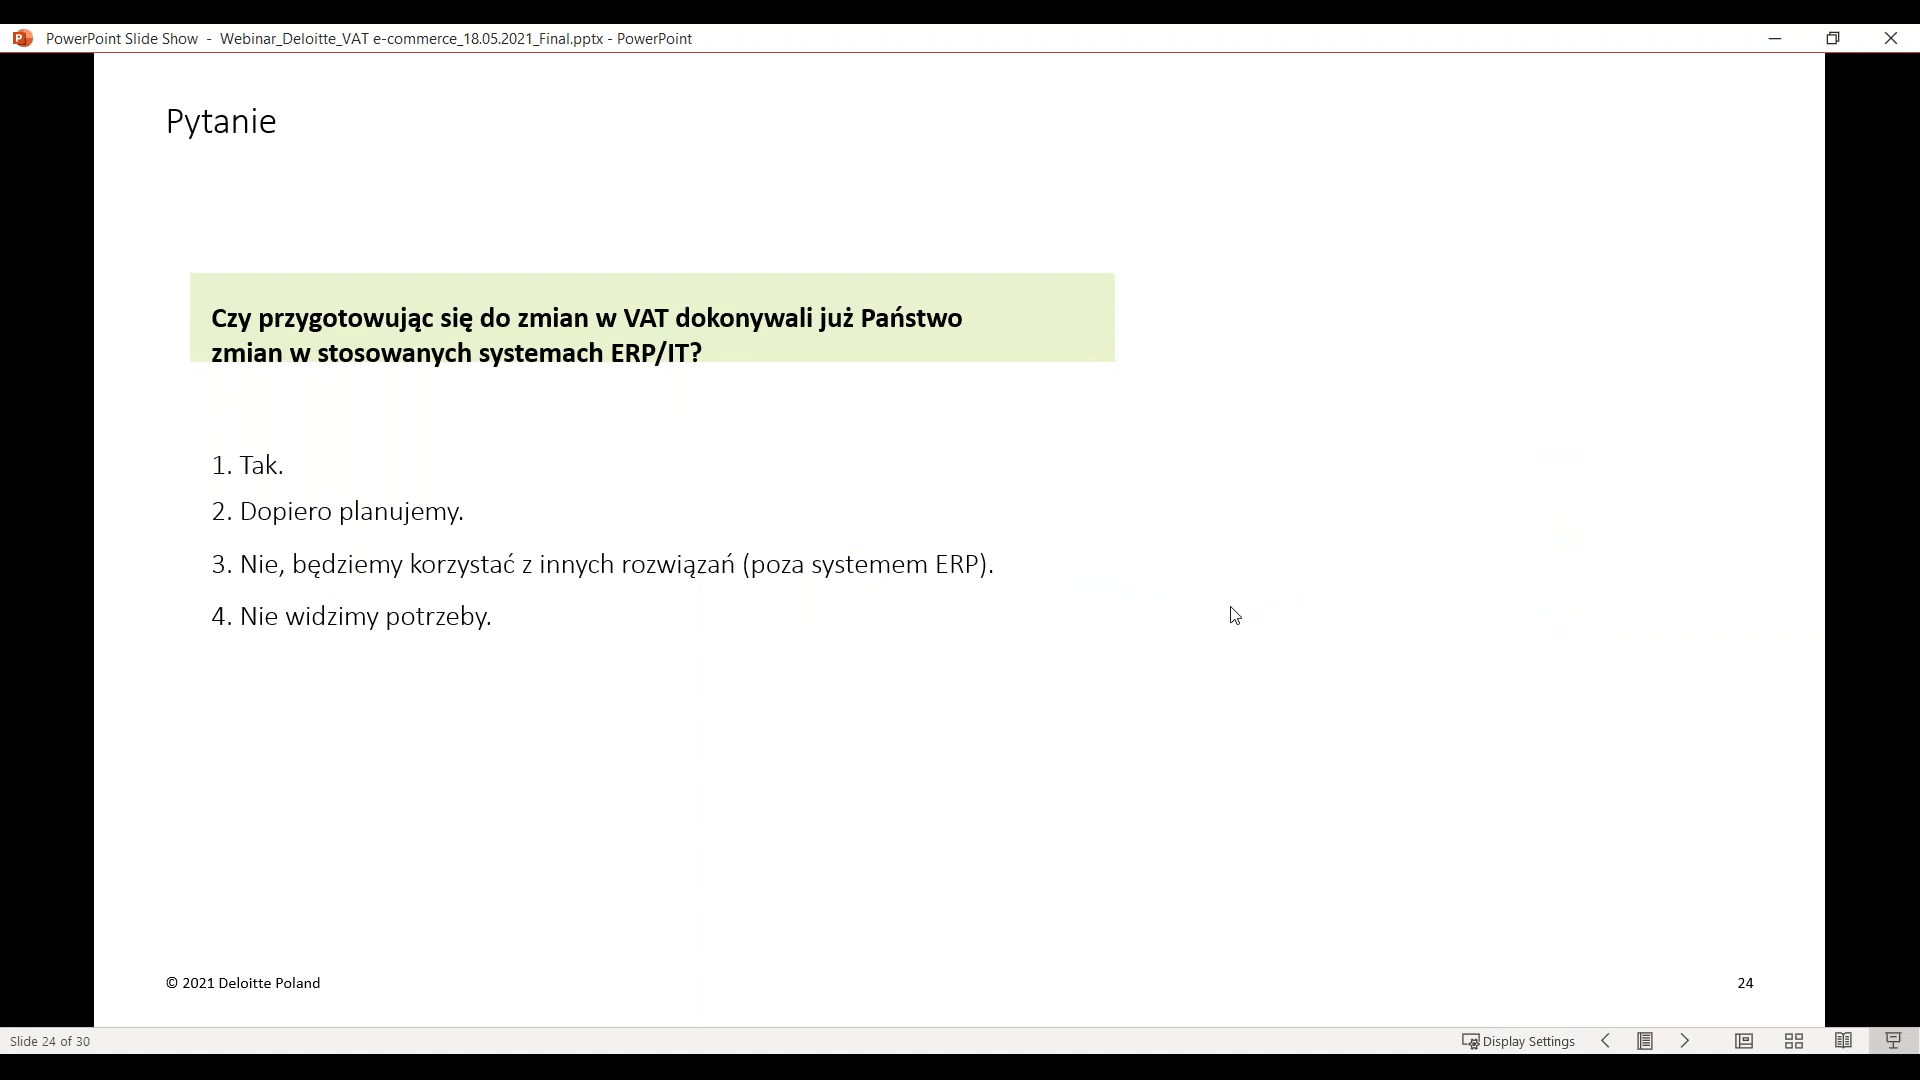 PowerPoint Slide Show - Webinar_Deloitte_VAT e-commerce_18.05.2021_Final.pptx - PowerPoint
Pytanie
Czy przygotowując się do zmian w VAT dokonywali już Państwo
zmian w stosowanych systemach ERP/IT?
1. Tak.
2. Dopiero planujemy.
3. Nie, będziemy korzystać z innych rozwiązań (poza systemem ERP).
4. Nie widzimy potrzeby.
© 2021 Deloitte Poland
24
Slide 24 of 30
Display Settings